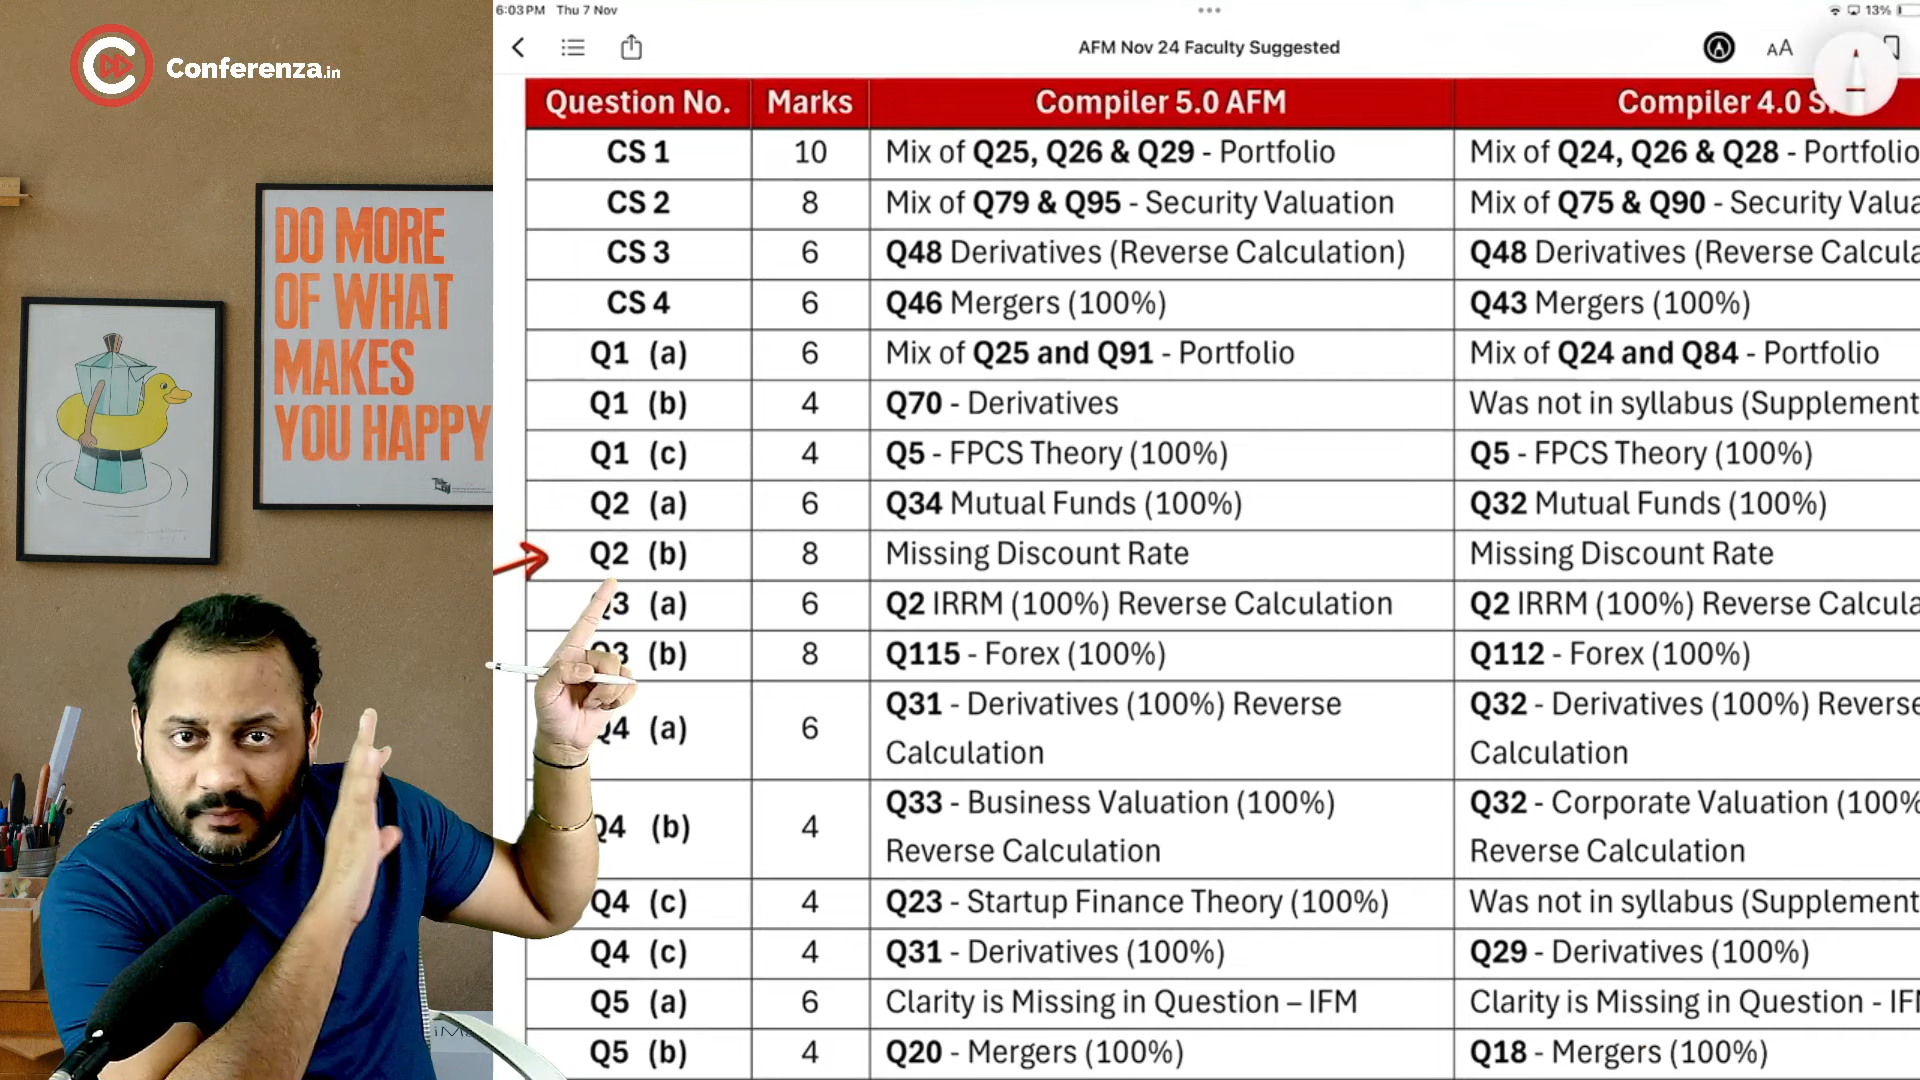 Conferenza.in
DO MORE
OF WHAT
MAKES
YOU HAPPY
6:03 PM Thu 7 Nov
13%
AFM Nov 24 Faculty Suggested
AA
Question No. Marks Compiler 5.0 AFM Compiler 4.0
CS 1 10 Mix of Q25, Q26 & Q29 - Portfolio Mix of Q24, Q26 & Q28 - Portfolio
CS 2 8 Mix of Q79 & Q95 - Security Valuation Mix of Q75 & Q90 - Security Valua
CS 3 6 Q48 Derivatives (Reverse Calculation) Q48 Derivatives (Reverse Calcula
CS 4 6 Q46 Mergers (100%) Q43 Mergers (100%)
Q1 (a) 6 Mix of Q25 and Q91 - Portfolio Mix of Q24 and Q84 - Portfolio
Q1 (b) 4 Q70 - Derivatives Was not in syllabus (Supplement
Q1 (c) 4 Q5 - FPCS Theory (100%) Q5 - FPCS Theory (100%)
Q2 (a) 6 Q34 Mutual Funds (100%) Q32 Mutual Funds (100%)
Q2 (b) 8 Missing Discount Rate Missing Discount Rate
Q3 (a) 6 Q2 IRRM (100%) Reverse Calculation Q2 IRRM (100%) Reverse Calcula
Q3 (b) 8 Q115 - Forex (100%) Q112 - Forex (100%)
Q4 (a) 6 Q31 - Derivatives (100%) Reverse Q32 - Derivatives (100%) Reverse
Calculation Calculation
Q4 (b) 4 Q33 - Business Valuation (100%) Q32 - Corporate Valuation (100%
Reverse Calculation Reverse Calculation
Q4 (c) 4 Q23 - Startup Finance Theory (100%) Was not in syllabus (Supplement
Q4 (c) 4 Q31 - Derivatives (100%) Q29 - Derivatives (100%)
Q5 (a) 6 Clarity is Missing in Question – IFM Clarity is Missing in Question - IFM
Q5 (b) 4 Q20 - Mergers (100%) Q18 - Mergers (100%)